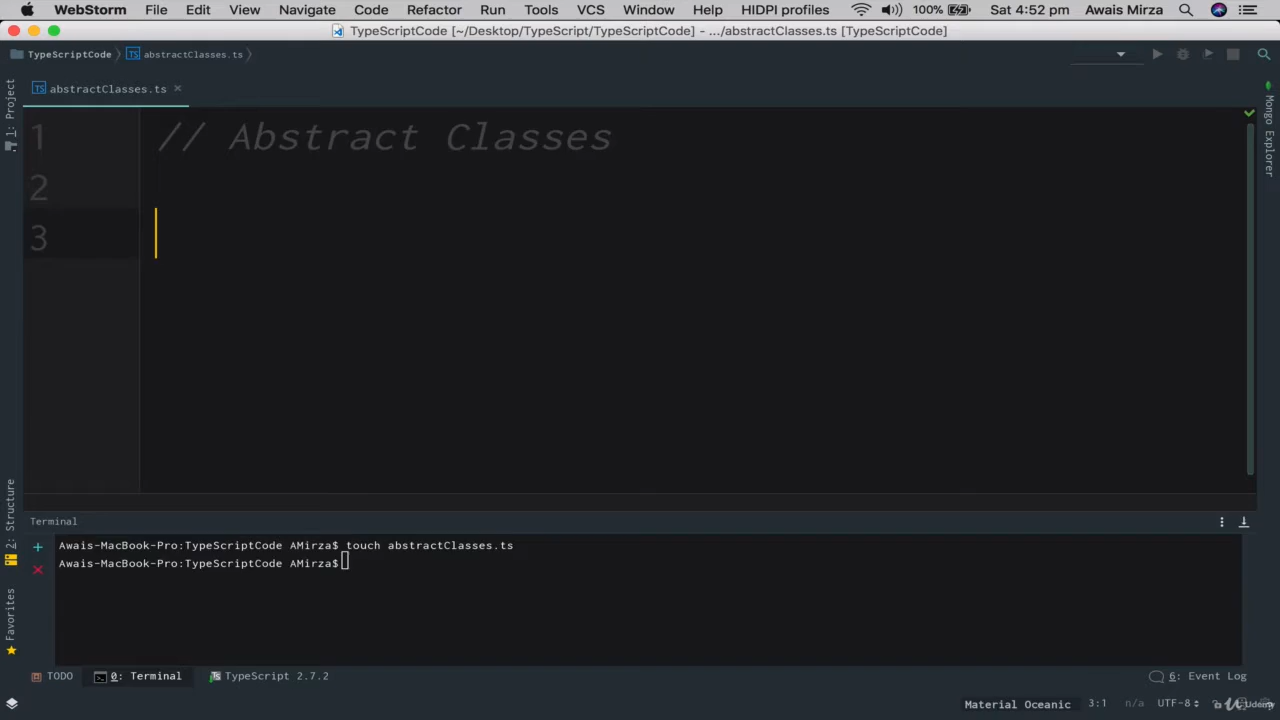 WebStorm File Edit View Navigate Code Refactor Run Tools VCS Window Help HIDPI profiles 100% Sat 4:52 pm Awais Mirza
TypeScriptCode [~/Desktop/TypeScript/TypeScriptCode] - .../abstractClasses.ts [TypeScriptCode]
TypeScriptCode abstractClasses.ts
1: Project
TS abstractClasses.ts
Mongo Explorer
1 // Abstract Classes
2
3
2: Structure
Favorites
Terminal
Awais-MacBook-Pro:TypeScriptCode AMirza$ touch abstractClasses.ts
Awais-MacBook-Pro:TypeScriptCode AMirza$
TODO 0: Terminal TypeScript 2.7.2 6: Event Log
Material Oceanic 3:1 n/a UTF-8 Udemy